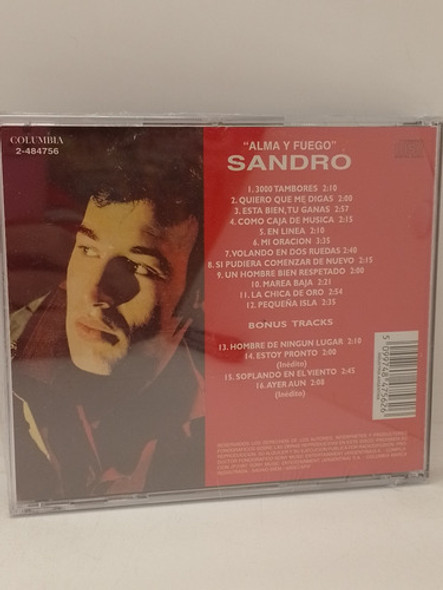 COLUMBIA
2-484756
"ALMA Y FUEGO"
SANDRO
1. 3000 TAMBORES 2:10
2. QUIERO QUE ME DIGAS 2:08
3. ESTA BIEN, TU GANAS 2:57
4. COMO CAJA DE MUSICA 2:15
5. EN LINEA 2:10
6. MI ORACION 3:35
7. VOLANDO EN DOS RUEDAS 2:40
8. SI PUDIERA COMENZAR DE NUEVO 2:15
9. UN HOMBRE BIEN RESPETADO 2:00
10. MAREA BAJA 2:21
11. LA CHICA DE ORO 2:54
12. PEQUEÑA ISLA 2:35
BONUS TRACKS
13. HOMBRE DE NINGUN LUGAR 2:10
14. ESTOY PRONTO 2:00
(Inédito)
15. SOPLANDO EN EL VIENTO 2:45
16. AYER AUN 2:08
(Inédito)
5 099748 475626